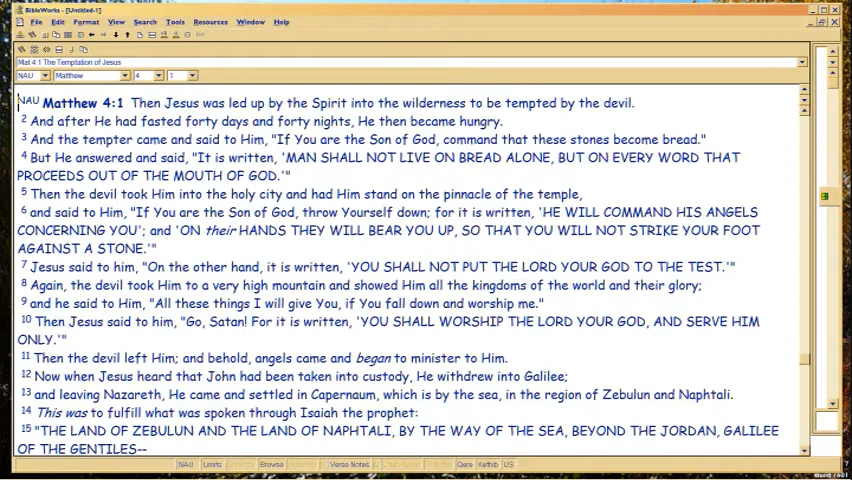 BibleWorks - [Untitled-1]
File Edit Format View Search Tools Resources Window Help
Mat 4:1 The Temptation of Jesus
NAU Matthew 4 1
NAU Matthew 4:1 Then Jesus was led up by the Spirit into the wilderness to be tempted by the devil.
2 And after He had fasted forty days and forty nights, He then became hungry.
3 And the tempter came and said to Him, "If You are the Son of God, command that these stones become bread."
4 But He answered and said, "It is written, 'MAN SHALL NOT LIVE ON BREAD ALONE, BUT ON EVERY WORD THAT
PROCEEDS OUT OF THE MOUTH OF GOD.'"
5 Then the devil took Him into the holy city and had Him stand on the pinnacle of the temple,
6 and said to Him, "If You are the Son of God, throw Yourself down; for it is written, 'HE WILL COMMAND HIS ANGELS
CONCERNING YOU'; and 'ON their HANDS THEY WILL BEAR YOU UP, SO THAT YOU WILL NOT STRIKE YOUR FOOT
AGAINST A STONE.'"
7 Jesus said to him, "On the other hand, it is written, 'YOU SHALL NOT PUT THE LORD YOUR GOD TO THE TEST.'"
8 Again, the devil took Him to a very high mountain and showed Him all the kingdoms of the world and their glory;
9 and he said to Him, "All these things I will give You, if You fall down and worship me."
10 Then Jesus said to him, "Go, Satan! For it is written, 'YOU SHALL WORSHIP THE LORD YOUR GOD, AND SERVE HIM
ONLY.'"
11 Then the devil left Him; and behold, angels came and began to minister to Him.
12 Now when Jesus heard that John had been taken into custody, He withdrew into Galilee;
13 and leaving Nazareth, He came and settled in Capernaum, which is by the sea, in the region of Zebulun and Naphtali.
14 This was to fulfill what was spoken through Isaiah the prophet:
15 "THE LAND OF ZEBULUN AND THE LAND OF NAPHTALI, BY THE WAY OF THE SEA, BEYOND THE JORDAN, GALILEE
OF THE GENTILES--
NAU Limits Browse Verse Notes Qere Kethib US
Build 7601